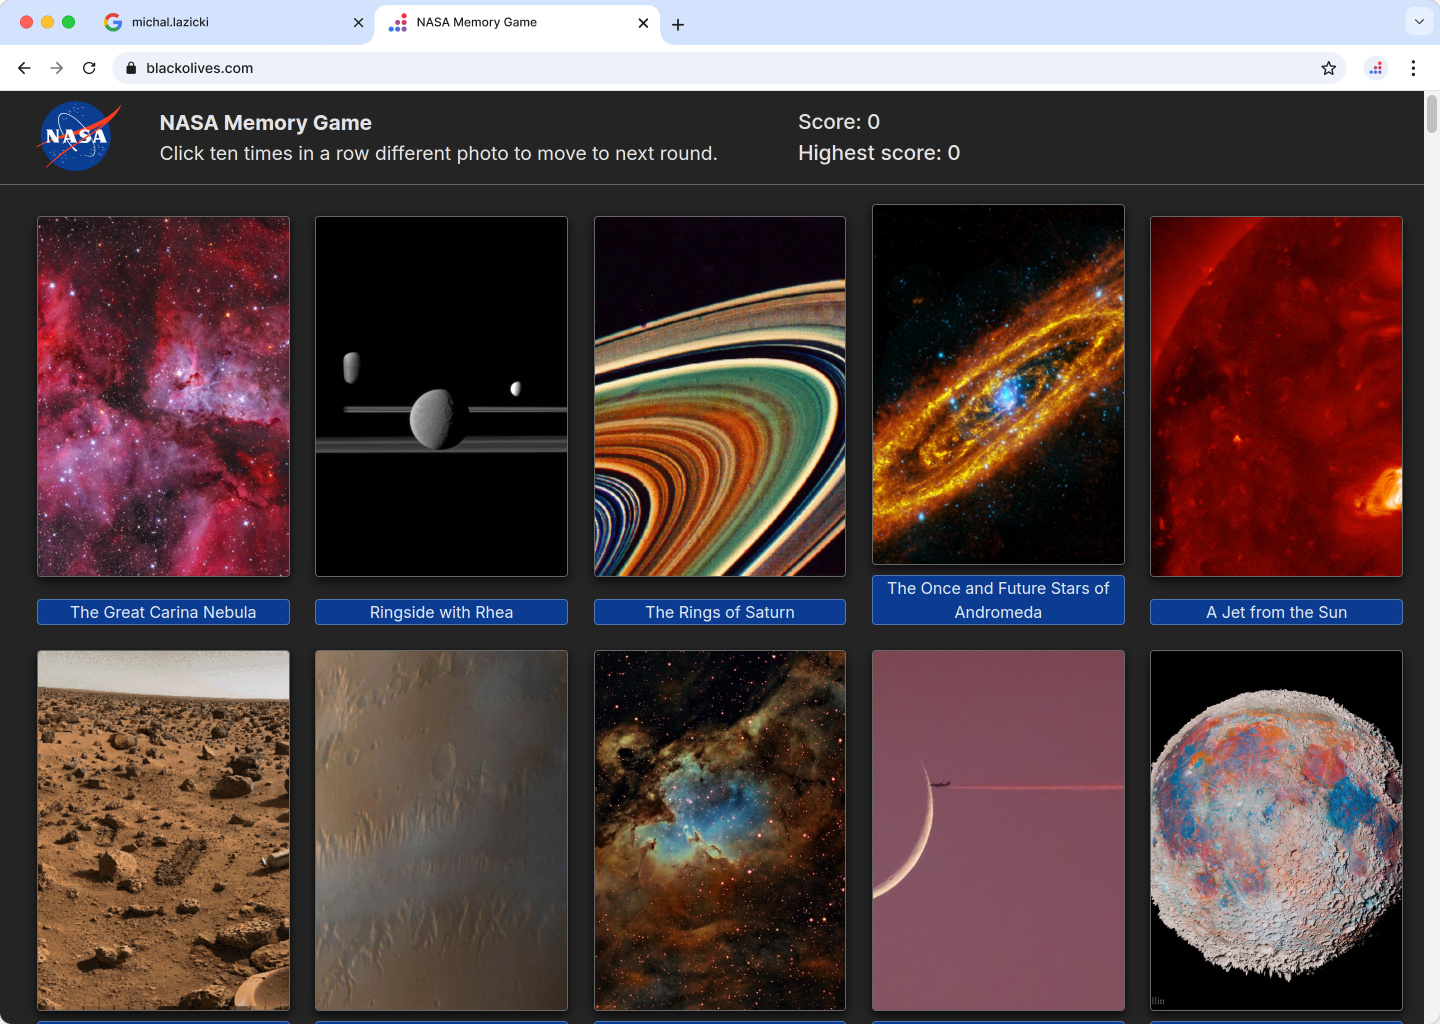 michal.lazicki
NASA Memory Game
blackolives.com
NASA
NASA Memory Game
Click ten times in a row different photo to move to next round.
Score: 0
Highest score: 0
The Great Carina Nebula
Ringside with Rhea
The Rings of Saturn
The Once and Future Stars of
Andromeda
A Jet from the Sun
llin